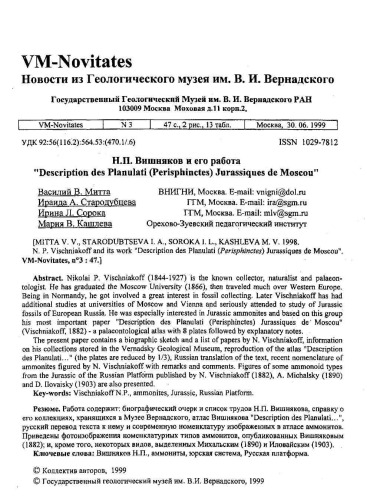 VM-Novitates
Новости из Геологического музея им. В. И. Вернадского
Государственный Геологический Музей им. В. И. Вернадского РАН
103009 Москва Моховая д.11 корп.2,
VM-Novitates N 3 47 с., 2 рис., 13 табл. Москва, 30. 06. 1999
УДК 92:56(116.2):564.53:(470.1/.6) ISSN 1029-7812
Н.П. Вишняков и его работа
"Description des Planulati (Perisphinctes) Jurassiques de Moscou"
Василий В. Митта ВНИГНИ, Москва. E-mail: vnigni@dol.ru
Ираида А. Стародубцева ГГМ, Москва. E-mail: ira@sgm.ru
Ирина Л. Сорока ГГМ, Москва. E-mail: mlv@sgm.ru
Мария В. Кашлева Орехово-Зуевский педагогический институт
[MITTA V. V., STARODUBTSEVA I. A., SOROKA I. L., KASHLEVA M. V. 1998.
N. P. Vischniakoff and its work "Description des Planulati (Perisphinctes) Jurassiques de Moscou".
VM-Novitates, n°3 : 47.]
Abstract. Nikolai P. Vischniakoff (1844-1927) is the known collector, naturalist and palaeon-
tologist. He has graduated the Moscow University (1866), then traveled much over Western Europe.
Being in Normandy, he got involved a great interest in fossil collecting. Later Vischniakoff has had
additional studies at universities of Moscow and Vienna and seriously attended to study of Jurassic
fossils of European Russia. He was especially interested in Jurassic ammonites and based on this group
his most important paper "Description des Planulati (Perisphinctes) Jurassiques de Moscou"
(Vischniakoff, 1882) - a palaeontological atlas with 8 plates followed by explanatory notes.
The present paper contains a biographic sketch and a list of papers by N. Vischniakoff, information
on his collections stored in the Vernadsky Geological Museum, reproduction of the atlas "Description
des Planulati..." (the plates are reduced by 1/3), Russian translation of the text, recent nomenclature of
ammonites figured by N. Vischniakoff with remarks and comments. Figures of some ammonoid types
from the Jurassic of the Russian Platform published by N. Vischniakoff (1882), A. Michalsky (1890)
and D. Ilovaisky (1903) are also presented.
Key-words: Vischniakoff N.P., ammonites, Jurassic, Russian Platform.
Резюме. Работа содержит: биографический очерк и список трудов Н.П. Вишнякова, справку о
его коллекциях, хранящихся в Музее Вернадского, атлас Вишнякова "Description des Planulati...",
русский перевод текста к нему и современную номенклатуру изображенных в атласе аммонитов.
Приведены фотоизображения номенклатурных типов аммонитов, опубликованных Вишняковым
(1882); и, кроме того, некоторых видов, выделенных Михальским (1890) и Иловайским (1903).
Ключевые слова: Вишняков Н.П., аммониты, юрская система, Русская платформа.
© Коллектив авторов, 1999
© Государственный геологический музей им. В.И. Вернадского, 1999